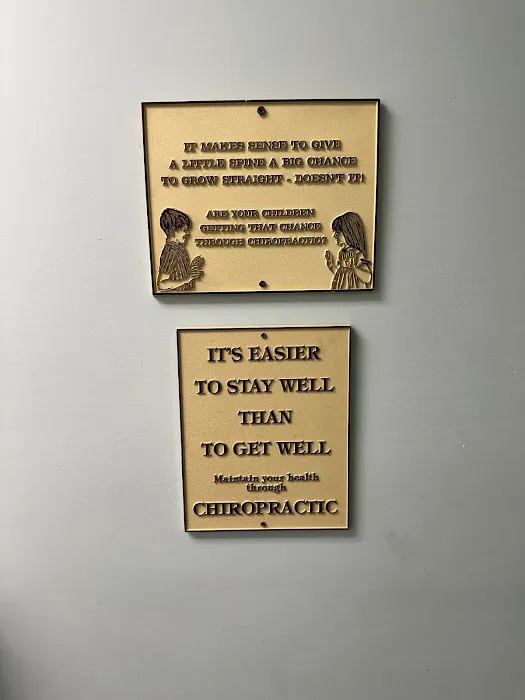 IT MAKES SENSE TO GIVE
A LITTLE SPINE A BIG CHANCE
TO GROW STRAIGHT - DOESN'T IT!
ARE YOUR CHILDREN
GETTING THAT CHANCE
THROUGH CHIROPRACTIC?
IT'S EASIER
TO STAY WELL
THAN
TO GET WELL
Maintain your health
through
CHIROPRACTIC